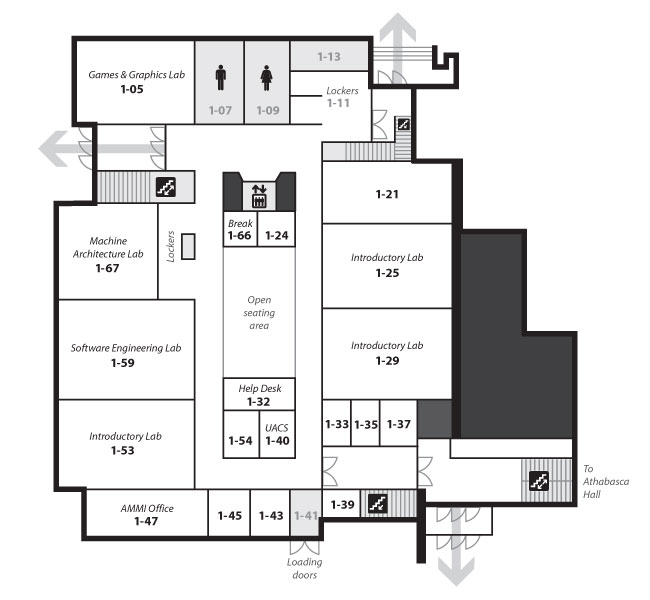 1-13
Games & Graphics Lab
1-05
1-07
1-09
Lockers
1-11
1-21
Break
1-66
1-24
Machine
Architecture Lab
1-67
Lockers
Introductory Lab
1-25
Open
seating
area
Software Engineering Lab
1-59
Introductory Lab
1-29
Help Desk
1-32
1-33
1-35
1-37
1-54
UACS
1-40
Introductory Lab
1-53
To
Athabasca
Hall
AMMI Office
1-47
1-45
1-43
1-41
1-39
Loading
doors